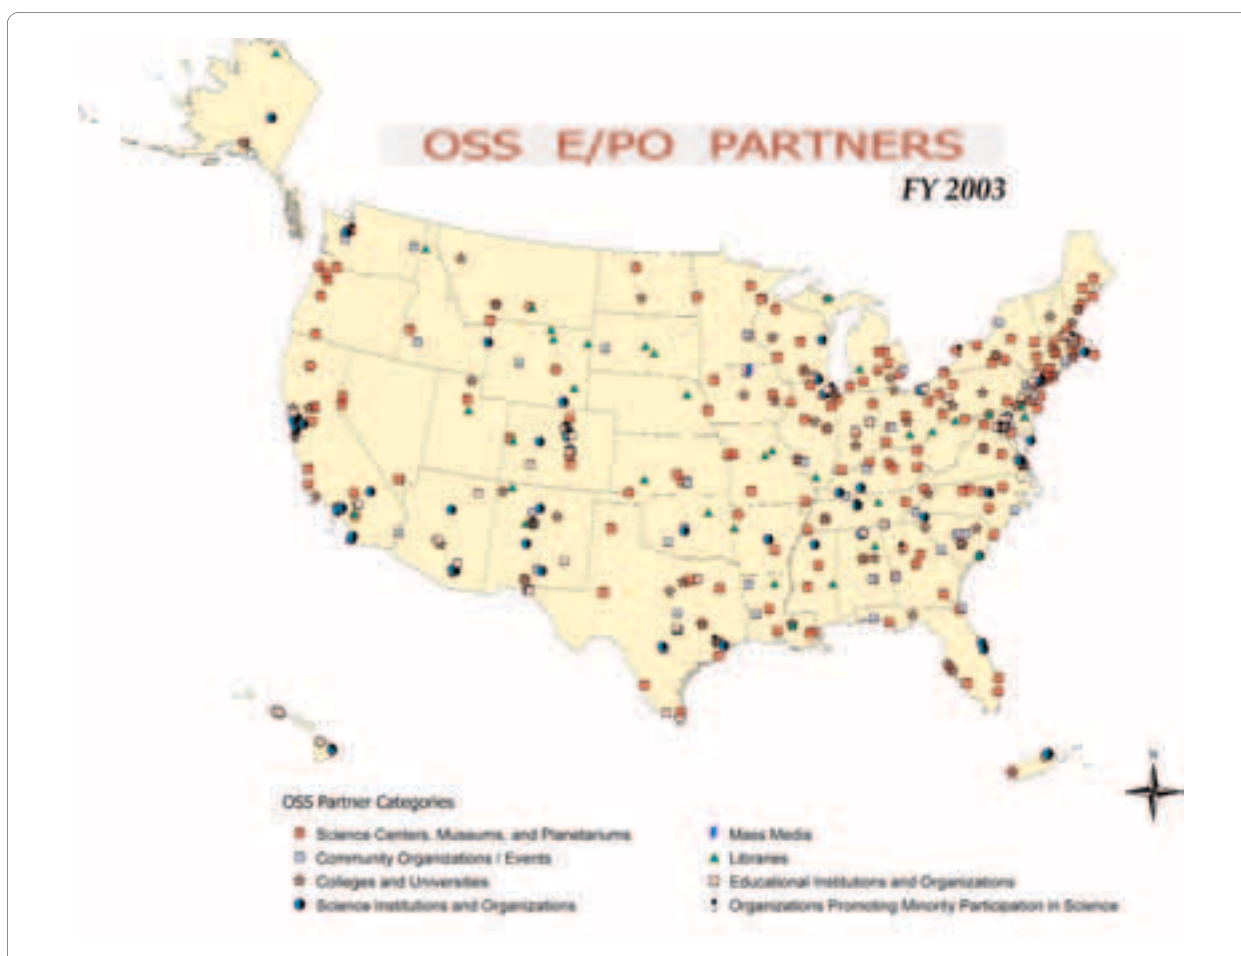 OSS E/PO PARTNERS
FY 2003
N
OSS Partner Categories
Science Centers, Museums, and Planetariums
Community Organizations / Events
Colleges and Universities
Science Institutions and Organizations
Mass Media
Libraries
Educational Institutions and Organizations
Organizations Promoting Minority Participation in Science